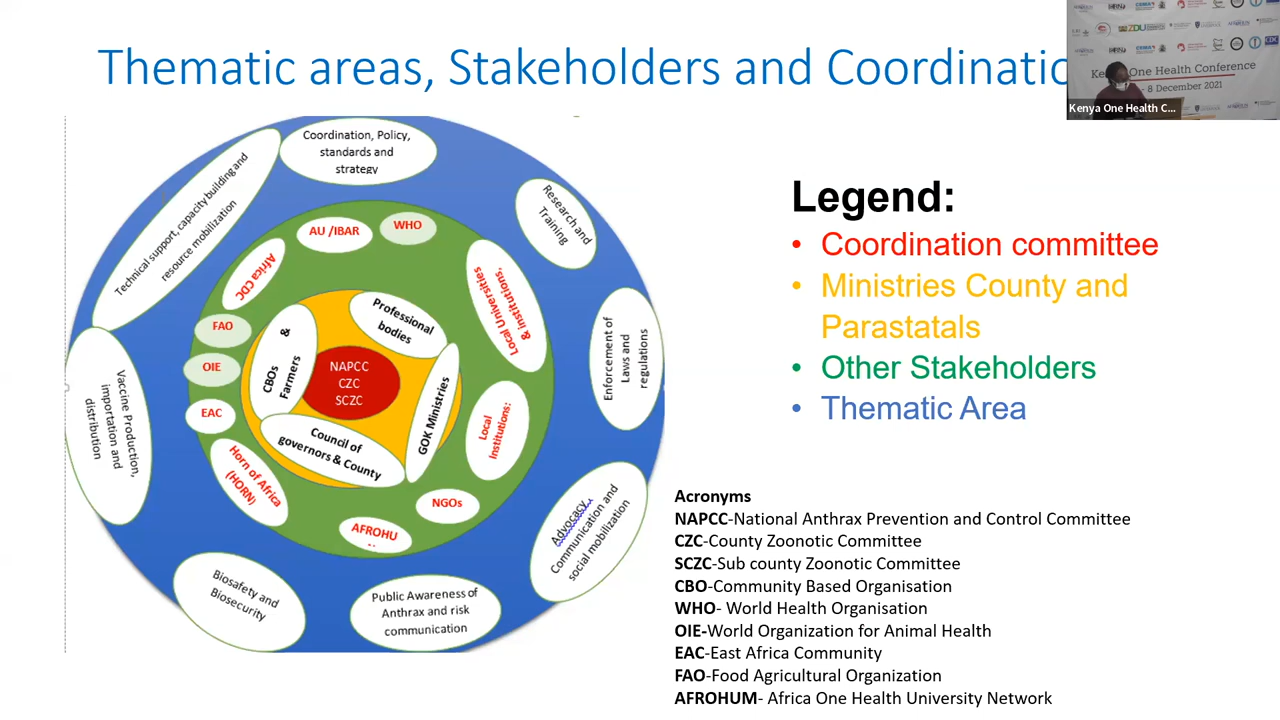 Thematic areas, Stakeholders and Coordinatio
Kenya One Health Conference
- 8 December 2021
Kenya One Health C...
Coordination, Policy,
standards and
strategy
Technical support, capacity building and
resource mobilization
Research and
Training
AU /IBAR
WHO
Africa CDC
Local Universities
& institutions,
FAO
Professional
bodies
&
CBOs
Farmers
OIE
NAPCC
CZC
SCZC
GOK Ministries
Enforcement of
Laws and
regulations
EAC
Local
Institutions:
Vaccine Production,
importation and
distribution
Council of
governors & County
Horn of Africa
(HORN)
NGOs
AFROHU
..
Advocacy
Communication and
social mobilization
Biosafety and
Biosecurity
Public Awareness of
Anthrax and risk
communication
Legend:
• Coordination committee
• Ministries County and
Parastatals
• Other Stakeholders
• Thematic Area
Acronyms
NAPCC-National Anthrax Prevention and Control Committee
CZC-County Zoonotic Committee
SCZC-Sub county Zoonotic Committee
CBO-Community Based Organisation
WHO- World Health Organisation
OIE-World Organization for Animal Health
EAC-East Africa Community
FAO-Food Agricultural Organization
AFROHUM- Africa One Health University Network